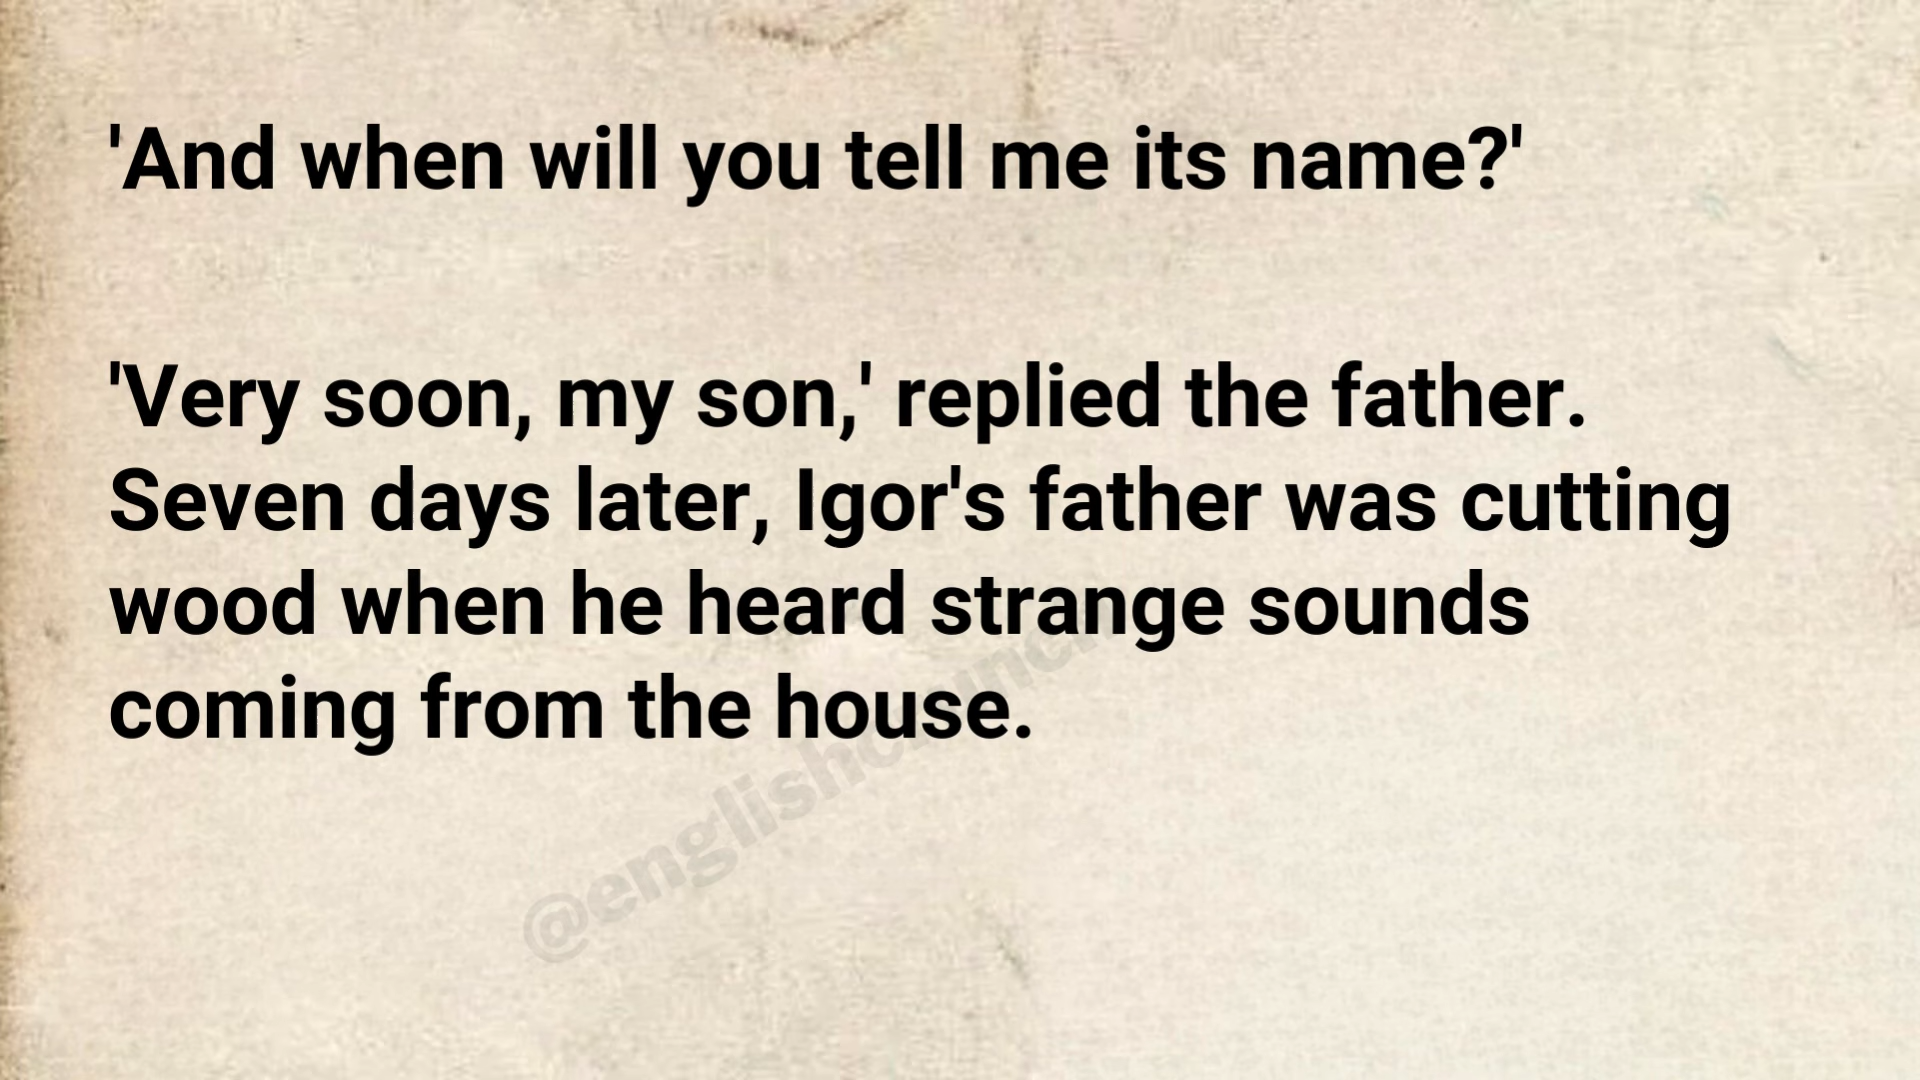 'And when will you tell me its name?'
'Very soon, my son,' replied the father.
Seven days later, Igor's father was cutting
wood when he heard strange sounds
coming from the house.